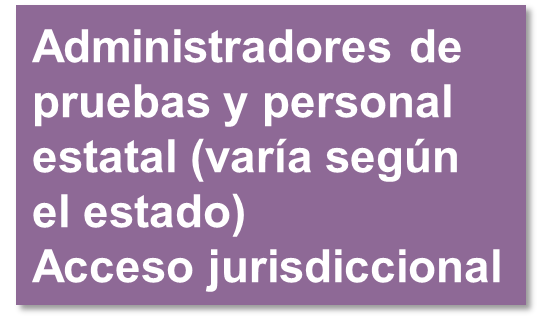 Administradores de
pruebas y personal
estatal (varía según
el estado)
Acceso jurisdiccional